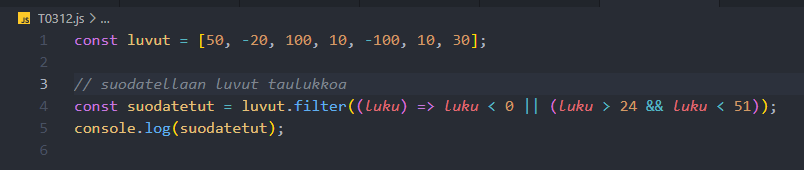 JS T0312.js > ...
1 const luvut = [50, -20, 100, 10, -100, 10, 30];
2
3 // suodatellaan luvut taulukkoa
4 const suodatetut = luvut.filter((luku) => luku < 0 || (luku > 24 && luku < 51));
5 console.log(suodatetut);
6